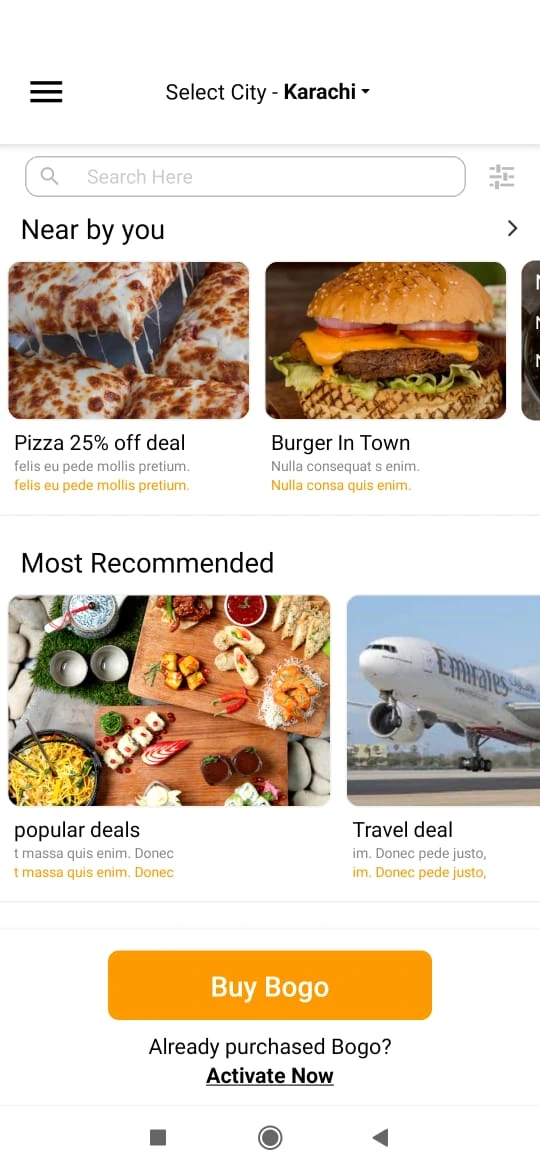 Select City - Karachi
Search Here
Near by you
Pizza 25% off deal
felis eu pede mollis pretium.
felis eu pede mollis pretium.
Burger In Town
Nulla consequat s enim.
Nulla consa quis enim.
N
N
N
Most Recommended
Emirates
popular deals
t massa quis enim. Donec
t massa quis enim. Donec
Travel deal
im. Donec pede justo,
im. Donec pede justo,
Buy Bogo
Already purchased Bogo?
Activate Now